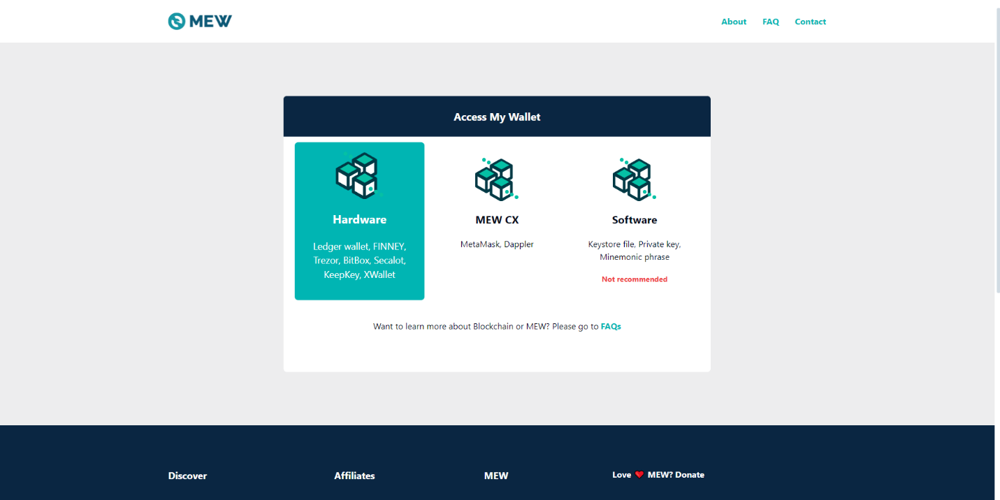 MEW
About FAQ Contact
Access My Wallet
Hardware
Ledger wallet, FINNEY,
Trezor, BitBox, Secalot,
KeepKey, XWallet
MEW CX
MetaMask, Dappler
Software
Keystore file, Private key,
Minemonic phrase
Not recommended
Want to learn more about Blockchain or MEW? Please go to FAQs
Discover
Affiliates
MEW
Love ❤ MEW? Donate